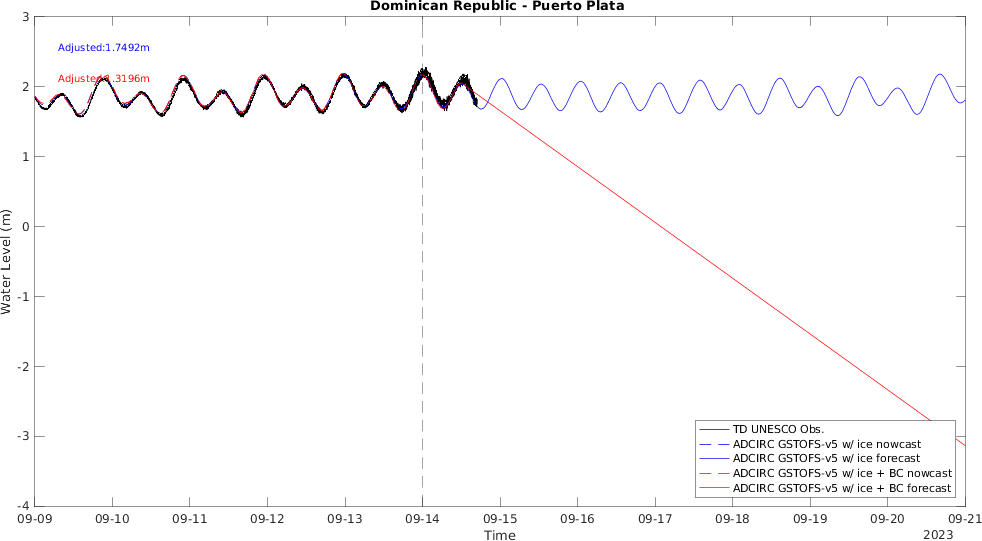 Dominican Republic - Puerto Plata
Adjusted:1.7492m
Adjusted:1.3196m
Water Level (m)
3
2
1
0
-1
-2
-3
-4
TD UNESCO Obs.
ADCIRC GSTOFS-v5 w/ ice nowcast
ADCIRC GSTOFS-v5 w/ ice forecast
ADCIRC GSTOFS-v5 w/ ice + BC nowcast
ADCIRC GSTOFS-v5 w/ ice + BC forecast
09-09 09-10 09-11 09-12 09-13 09-14 09-15 09-16 09-17 09-18 09-19 09-20 09-21
Time
2023